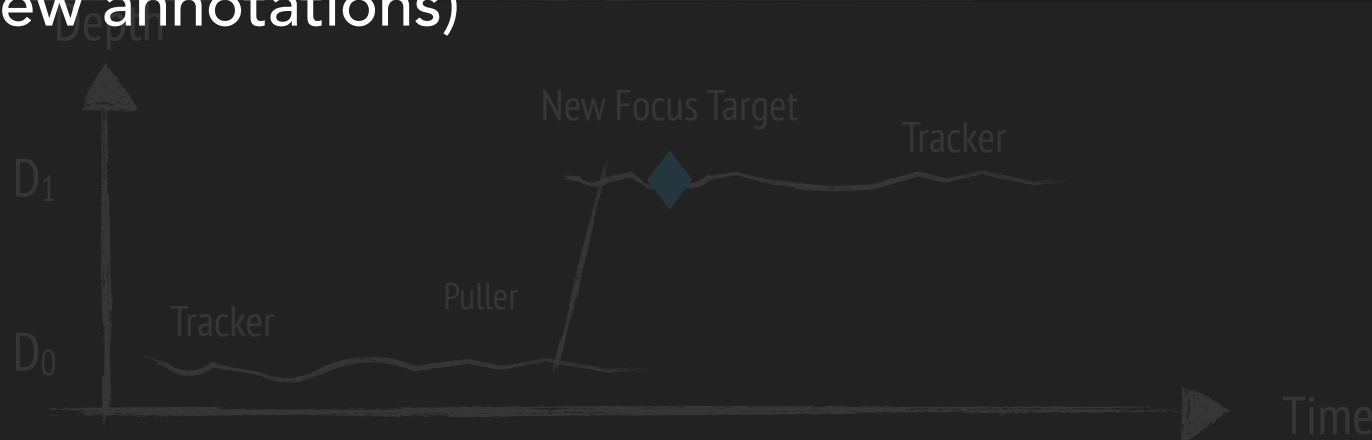 ew annotations)
Depth
New Focus Target
Tracker
D₁
Puller
Tracker
D₀
Time